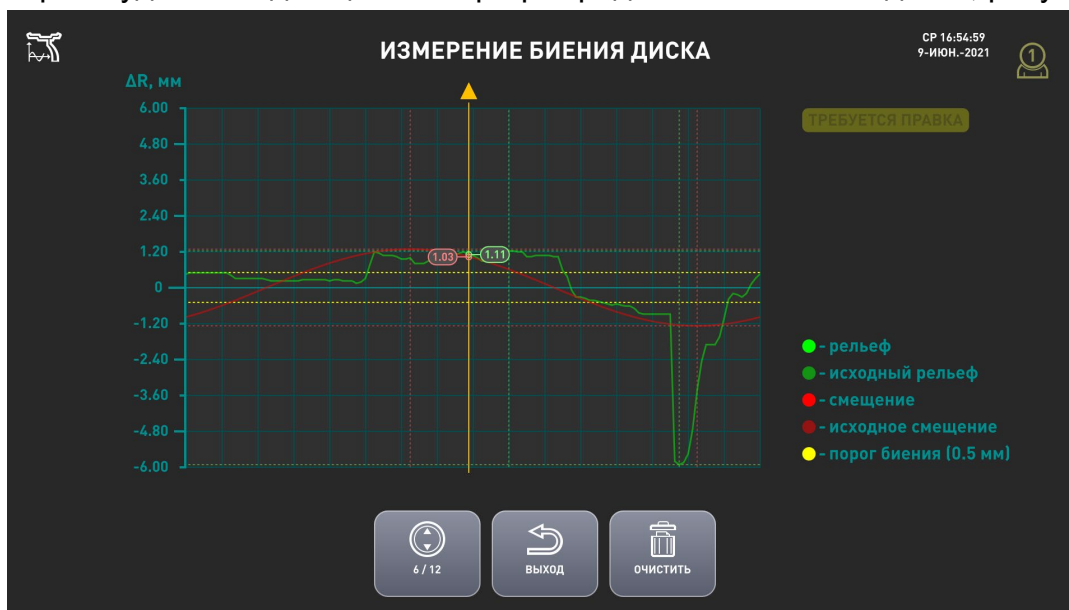 ИЗМЕРЕНИЕ БИЕНИЯ ДИСКА
СР 16:54:59
9-ИЮН.-2021
1
ΔR, мм
ТРЕБУЕТСЯ ПРАВКА
6.00
4.80
3.60
2.40
1.20
0
-1.20
-2.40
-3.60
-4.80
-6.00
1.03
1.11
- рельеф
- исходный рельеф
- смещение
- исходное смещение
- порог биения (0.5 мм)
6 / 12
ВЫХОД
ОЧИСТИТЬ